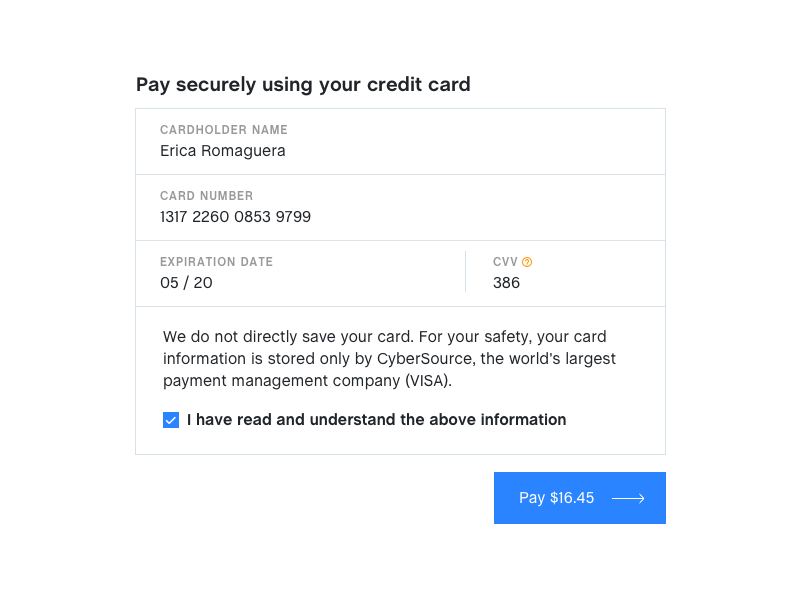 Pay securely using your credit card
CARDHOLDER NAME
Erica Romaguera
CARD NUMBER
1317 2260 0853 9799
EXPIRATION DATE
05 / 20
CVV ?
386
We do not directly save your card. For your safety, your card
information is stored only by CyberSource, the world's largest
payment management company (VISA).
I have read and understand the above information
Pay $16.45